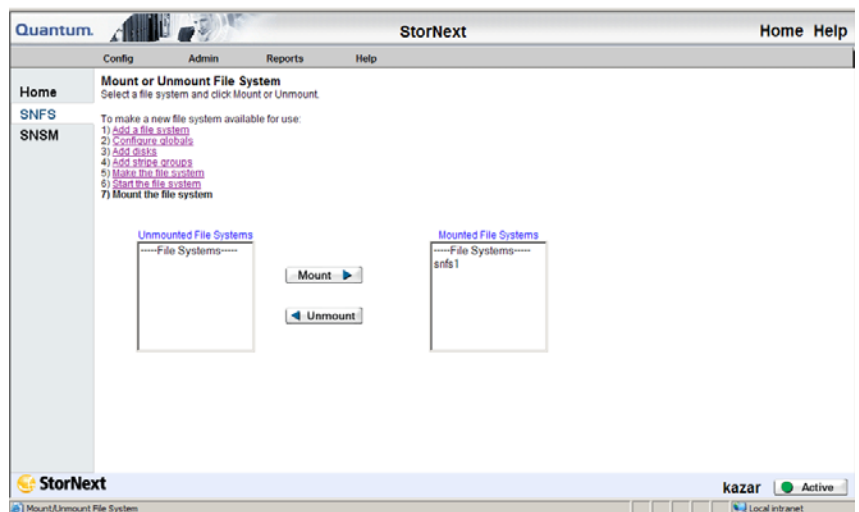 Quantum.
StorNext
Home Help
Config Admin Reports Help
Home
SNFS
SNSM
Mount or Unmount File System
Select a file system and click Mount or Unmount.
To make a new file system available for use:
1) Add a file system
2) Configure globals
3) Add disks
4) Add stripe groups
5) Make the file system
6) Start the file system
7) Mount the file system
Unmounted File Systems
-----File Systems-----
Mount
Unmount
Mounted File Systems
-----File Systems-----
snfs1
StorNext
kazar
Active
Mount/Unmount File System
Local intranet